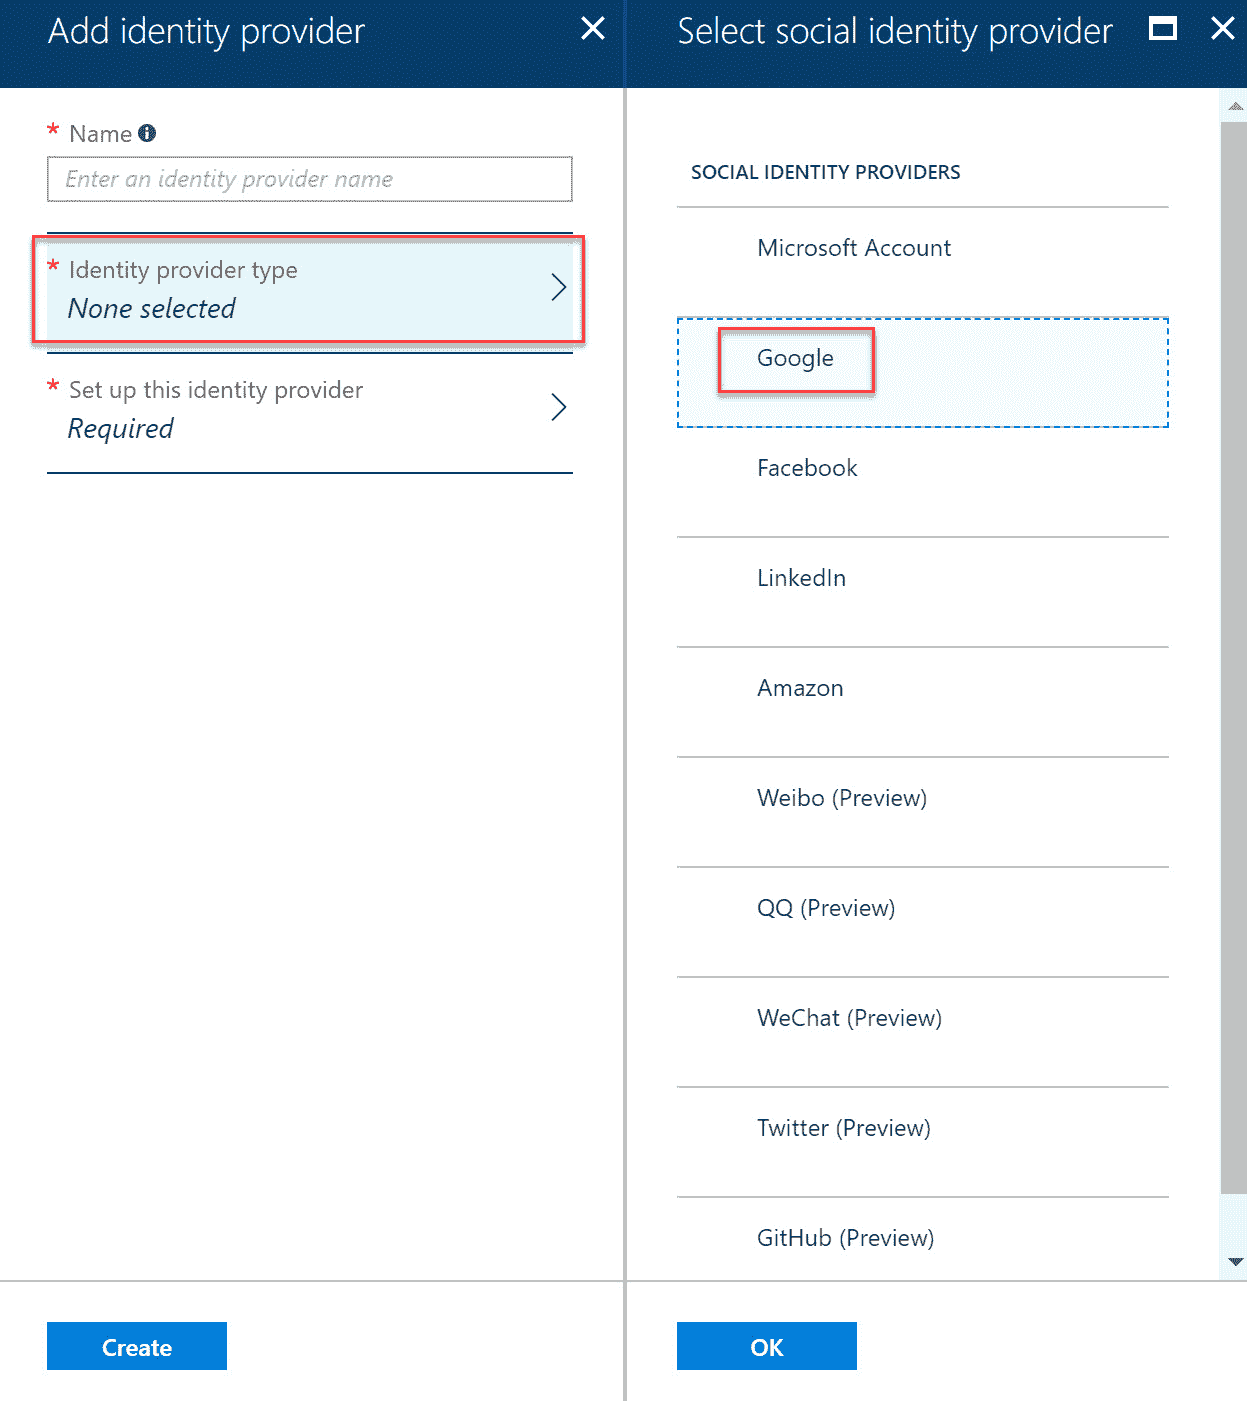 Add identity provider
* Name
Enter an identity provider name
* Identity provider type
None selected
* Set up this identity provider
Required
Create
Select social identity provider
SOCIAL IDENTITY PROVIDERS
Microsoft Account
Google
Facebook
LinkedIn
Amazon
Weibo (Preview)
QQ (Preview)
WeChat (Preview)
Twitter (Preview)
GitHub (Preview)
OK